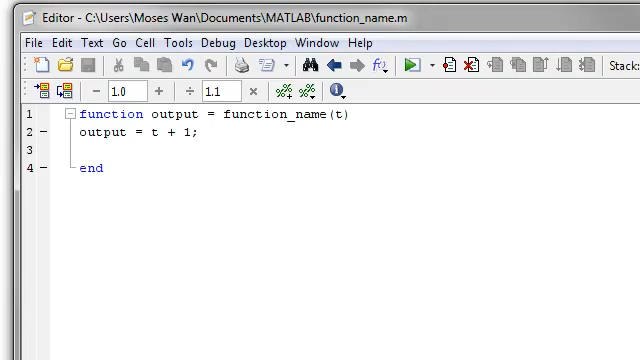 Editor - C:\Users\Moses Wan\Documents\MATLAB\function_name.m
File Edit Text Go Cell Tools Debug Desktop Window Help
Stack:
1.0 1.1
1 function output = function_name(t)
2 output = t + 1;
3
4 end